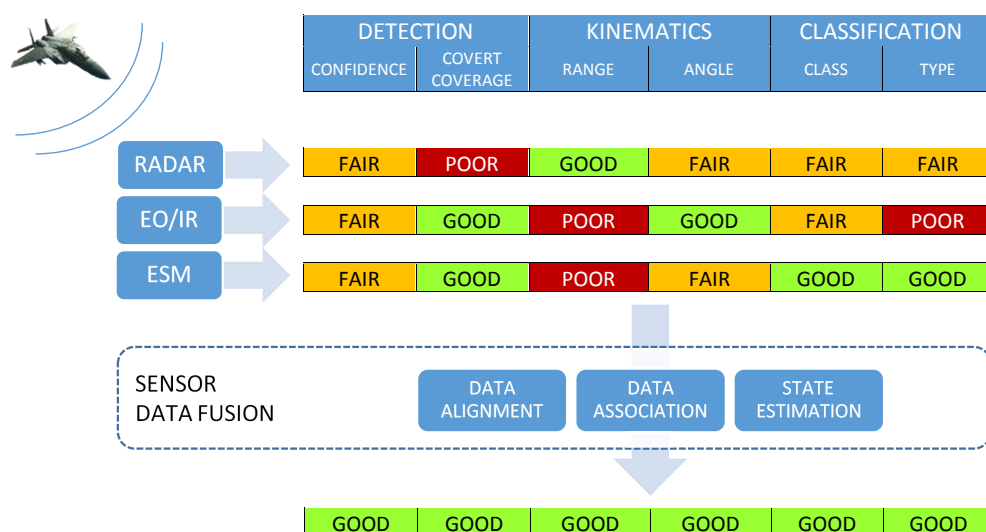 DETECTION KINEMATICS CLASSIFICATION
CONFIDENCE COVERT COVERAGE RANGE ANGLE CLASS TYPE
RADAR FAIR POOR GOOD FAIR FAIR FAIR
EO/IR FAIR GOOD POOR GOOD FAIR POOR
ESM FAIR GOOD POOR FAIR GOOD GOOD
SENSOR
DATA FUSION
DATA
ALIGNMENT
DATA
ASSOCIATION
STATE
ESTIMATION
GOOD GOOD GOOD GOOD GOOD GOOD